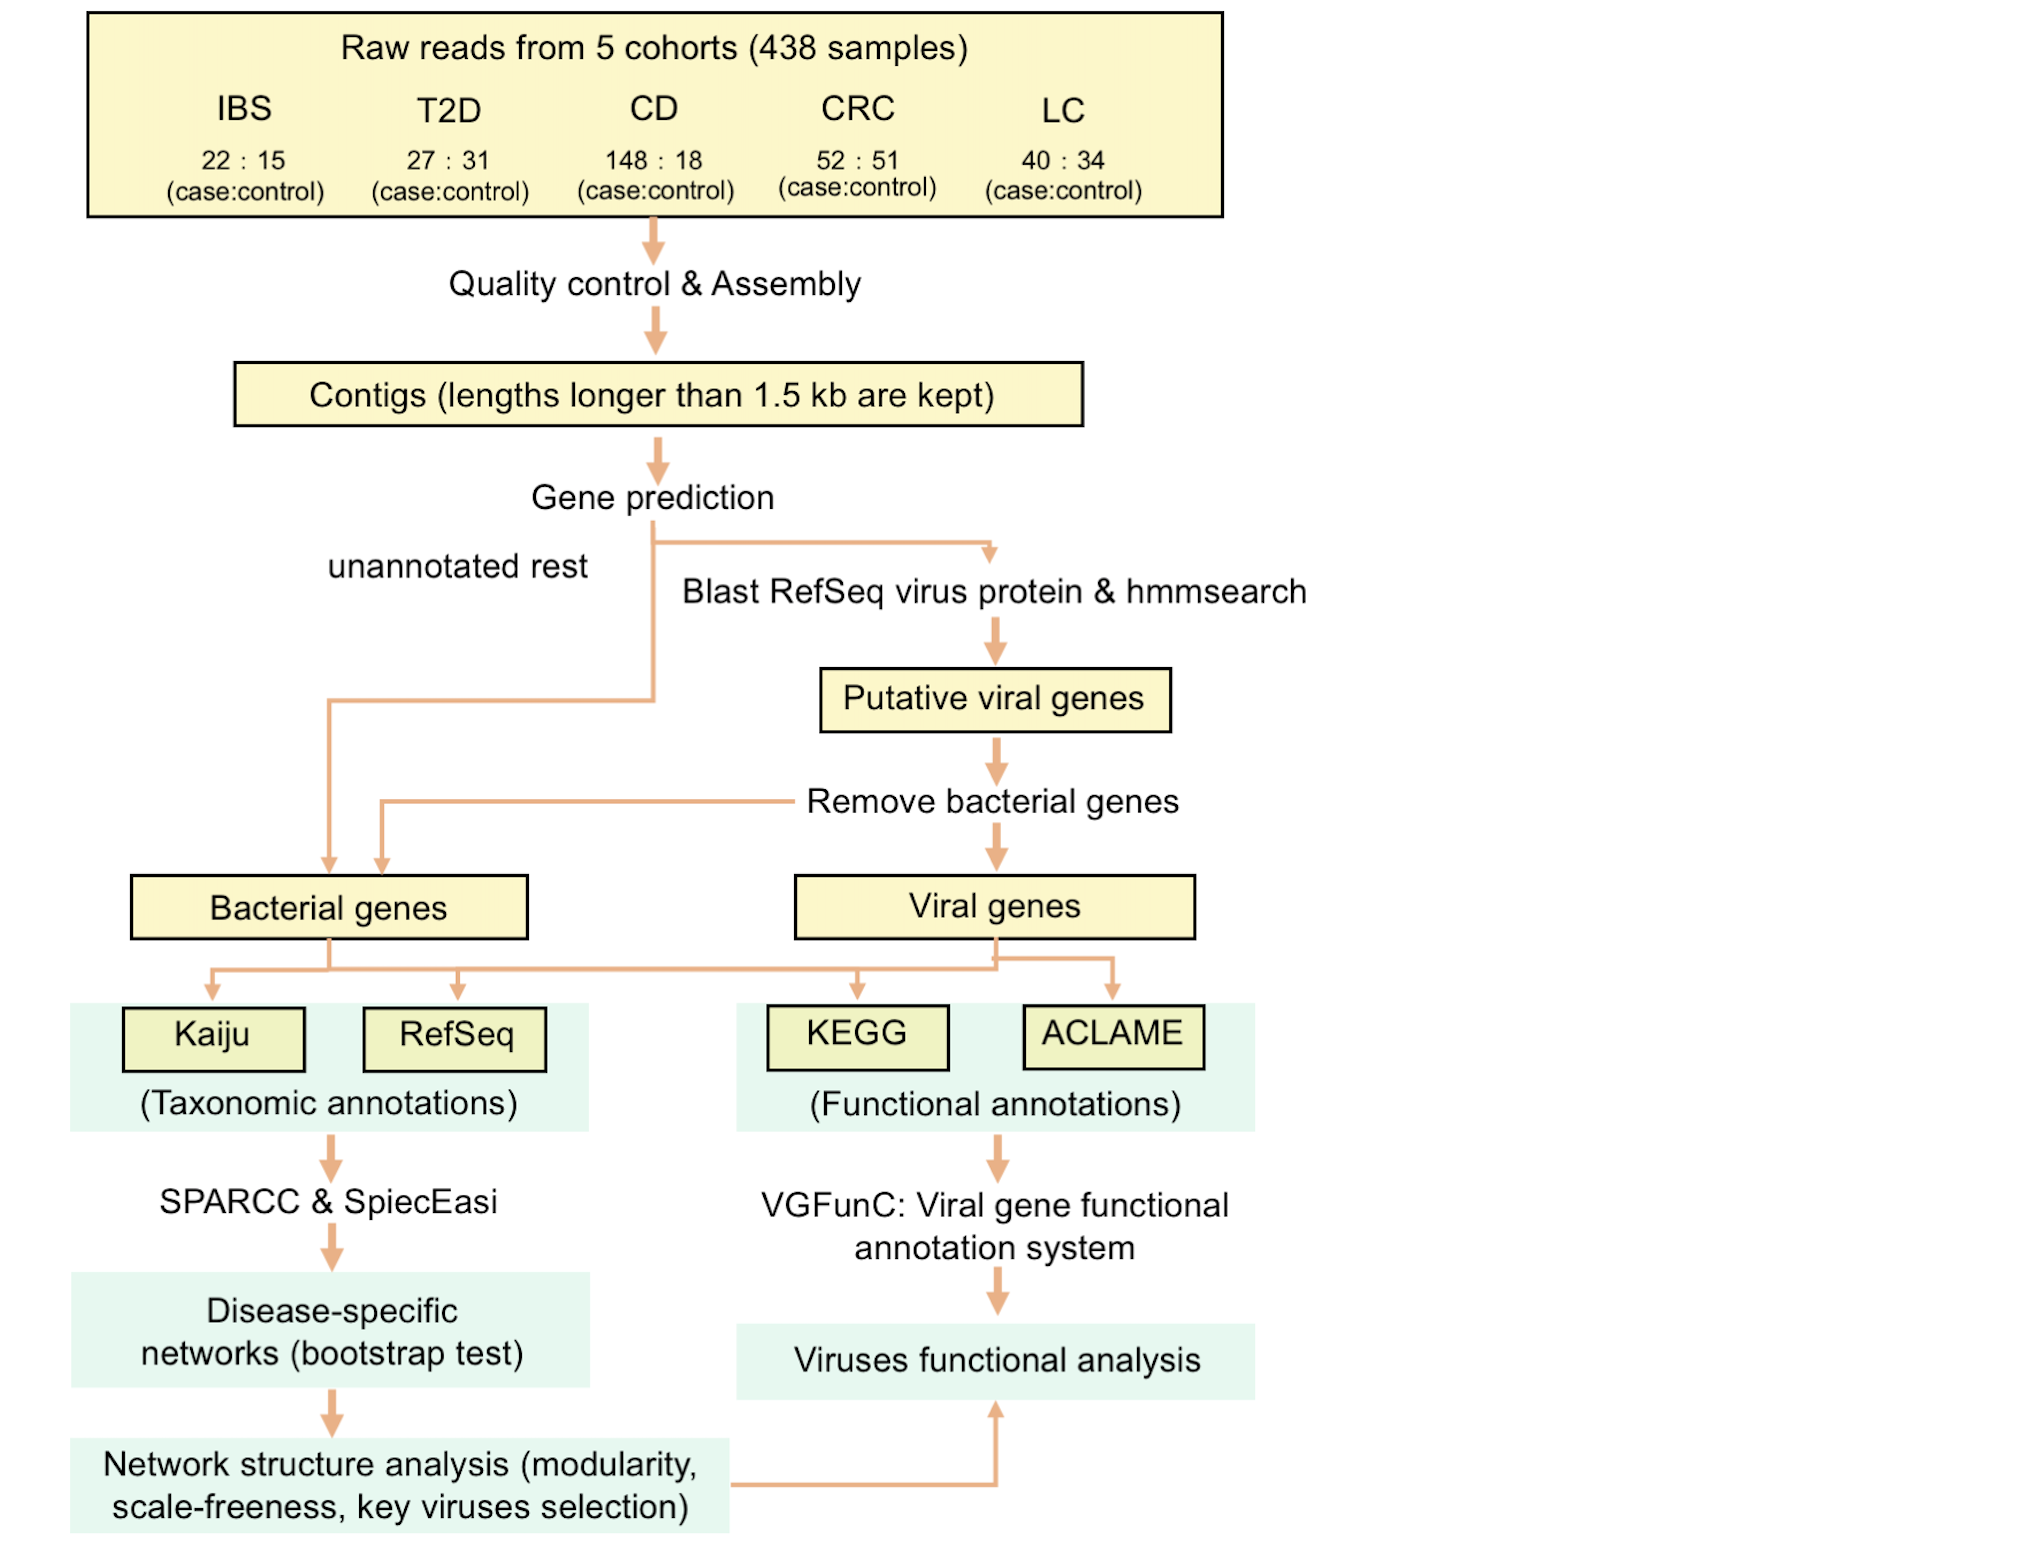 Raw reads from 5 cohorts (438 samples)
IBS T2D CD CRC LC
22 : 15 27 : 31 148 : 18 52 : 51 40 : 34
(case:control) (case:control) (case:control) (case:control) (case:control)
Quality control & Assembly
Contigs (lengths longer than 1.5 kb are kept)
Gene prediction
unannotated rest
Blast RefSeq virus protein & hmmsearch
Putative viral genes
Remove bacterial genes
Bacterial genes
Viral genes
Kaiju RefSeq
(Taxonomic annotations)
KEGG ACLAME
(Functional annotations)
SPARCC & SpiecEasi
VGFunC: Viral gene functional
annotation system
Disease-specific
networks (bootstrap test)
Viruses functional analysis
Network structure analysis (modularity,
scale-freeness, key viruses selection)